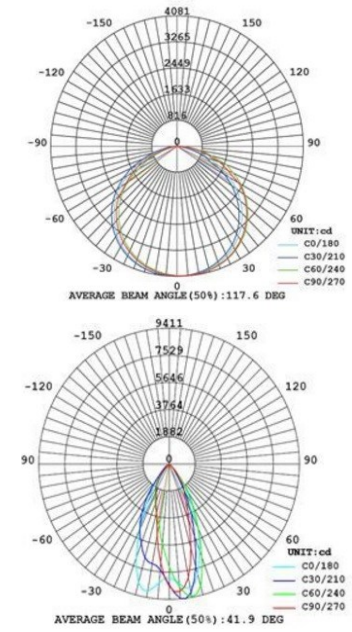 4081
-150 3265 150
2449
-120 1633 120
816
-90 0 90
-60 60
UNIT:cd
C0/180
-30 30 C30/210
C60/240
0 C90/270
AVERAGE BEAM ANGLE(50%):117.6 DEG
9411
-150 7529 150
5646
-120 3764 120
1882
90 0 90
-60 60
UNIT:cd
C0/180
-30 30 C30/210
C60/240
0 C90/270
AVERAGE BEAM ANGLE(50%):41.9 DEG